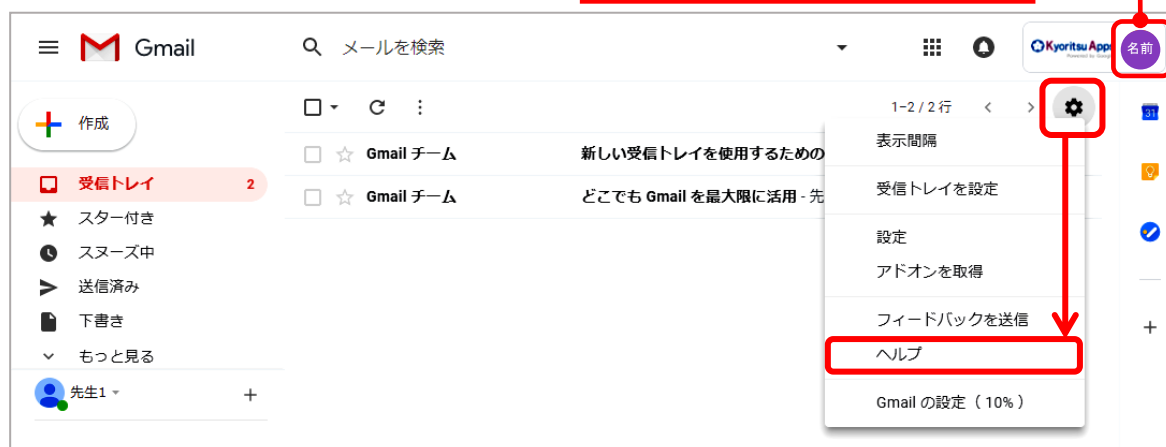 Gmail
メールを検索
Kyoritsu Apps
名前
作成
1–2 / 2 行
31
表示間隔
Gmail チーム
新しい受信トレイを使用するための
受信トレイ
2
受信トレイを設定
Gmail チーム
どこでも Gmail を最大限に活用 - 先
スター付き
設定
スヌーズ中
アドオンを取得
送信済み
下書き
フィードバックを送信
もっと見る
ヘルプ
先生1
Gmail の設定（ 10% ）